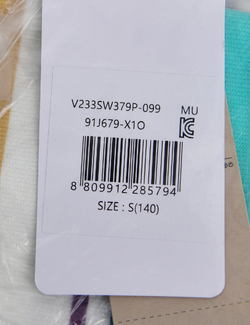 V233SW379P-099
MU
91J679-X1O
8 809912 285794
SIZE : S(140)